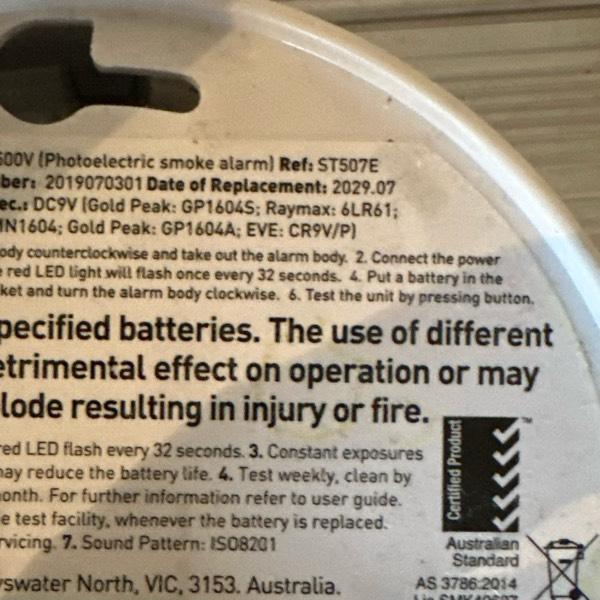 500V (Photoelectric smoke alarm) Ref: ST507E
ber: 2019070301 Date of Replacement: 2029.07
ec.: DC9V (Gold Peak: GP1604S; Raymax: 6LR61;
IN1604; Gold Peak: GP1604A; EVE: CR9V/P)
ody counterclockwise and take out the alarm body. 2. Connect the power
red LED light will flash once every 32 seconds. 4. Put a battery in the
ket and turn the alarm body clockwise. 6. Test the unit by pressing button.
pecified batteries. The use of different
etrimental effect on operation or may
lode resulting in injury or fire.
red LED flash every 32 seconds. 3. Constant exposures
may reduce the battery life. 4. Test weekly, clean by
onth. For further information refer to user guide.
e test facility, whenever the battery is replaced.
rvicing. 7. Sound Pattern: ISO8201
Certified Product
™
Australian
Standard
yswater North, VIC, 3153. Australia.
AS 3786:2014